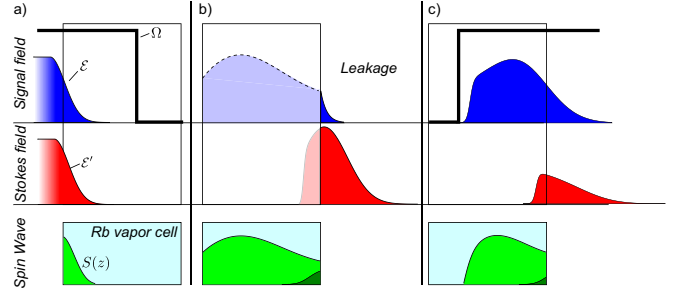 a)
b)
c)
Signal field
Ω
ℰ
Leakage
Stokes field
ℰ′
Spin Wave
Rb vapor cell
S(z)